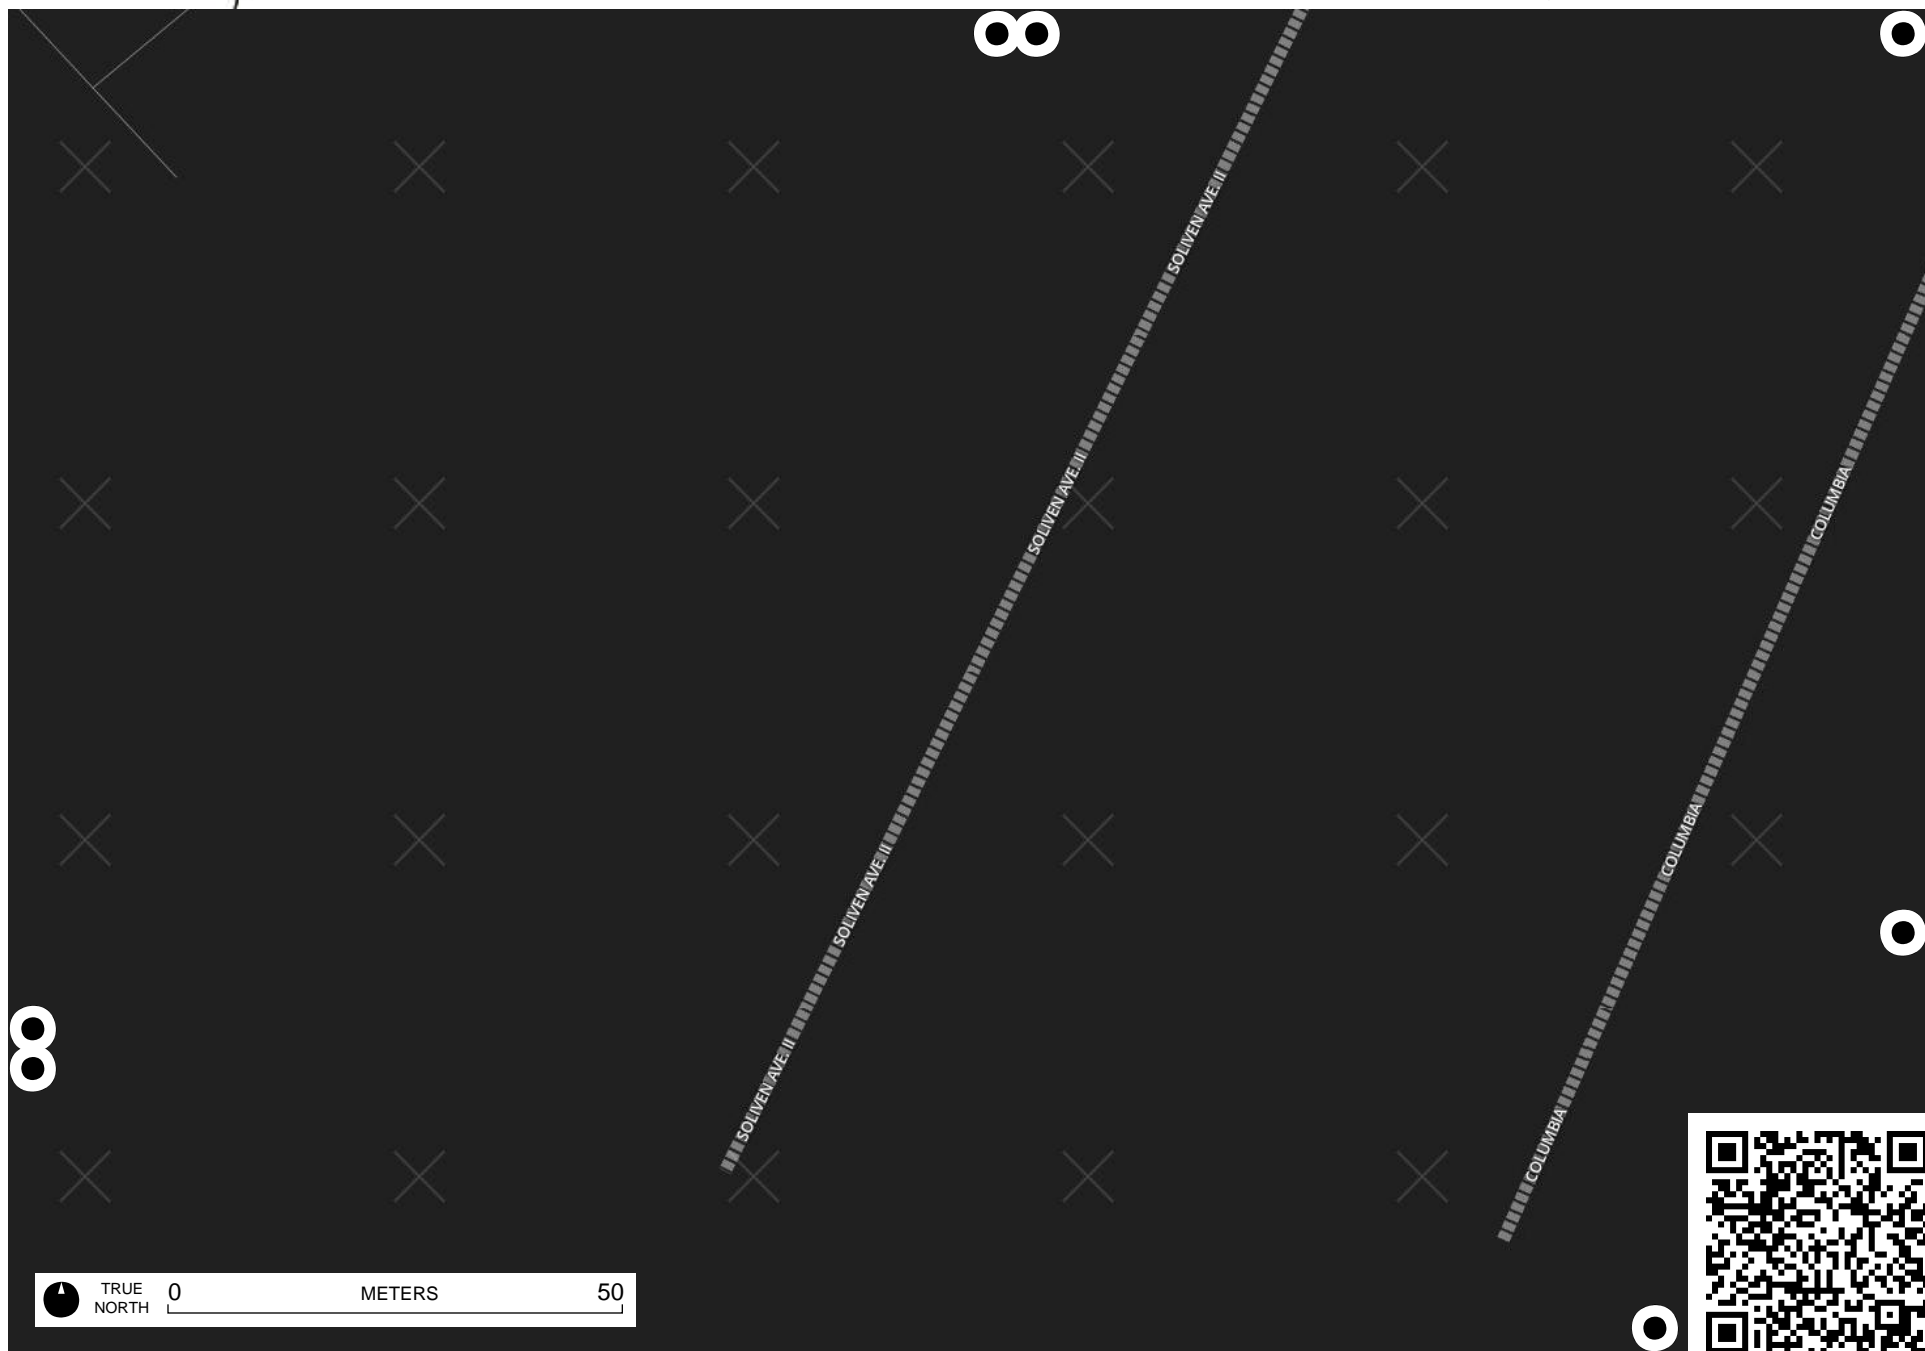 SOLIVEN AVE. II
SOLIVEN AVE. II
COLUMBIA
SOLIVEN AVE. II
COLUMBIA
SOLIVEN AVE. II
COLUMBIA
TRUE NORTH
0 METERS 50